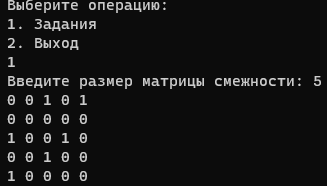 Выберите операцию:
1. Задания
2. Выход
1
Введите размер матрицы смежности: 5
0 0 1 0 1
0 0 0 0 0
1 0 0 1 0
0 0 1 0 0
1 0 0 0 0